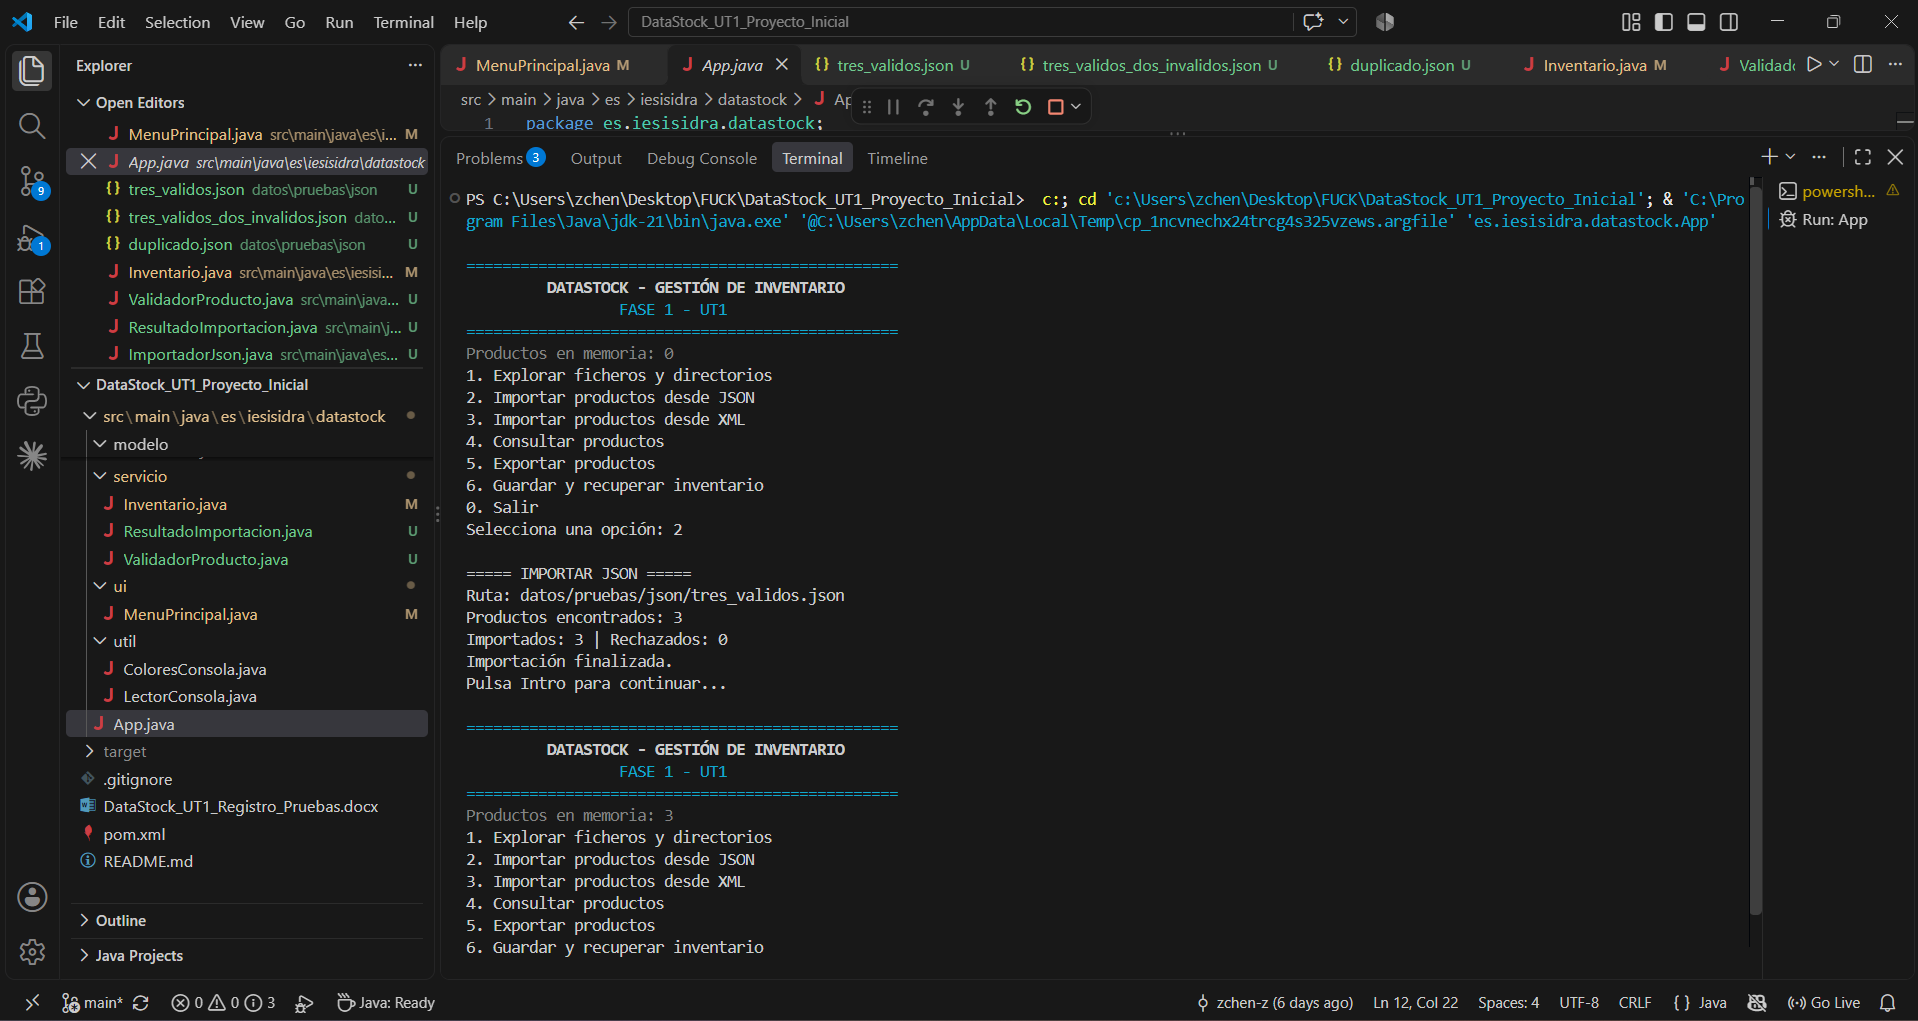 File Edit Selection View Go Run Terminal Help
DataStock_UT1_Proyecto_Inicial
Explorer
Open Editors
MenuPrincipal.java src\main\java\es\i... M
App.java src\main\java\es\iesisidra\datastock
tres_validos.json datos\pruebas\json U
tres_validos_dos_invalidos.json dato... U
duplicado.json datos\pruebas\json U
Inventario.java src\main\java\es\iesisi... M
ValidadorProducto.java src\main\java... U
ResultadoImportacion.java src\main\j... U
ImportadorJson.java src\main\java\es... U
DataStock_UT1_Proyecto_Inicial
src\main\java\es\iesisidra\datastock
modelo
servicio
Inventario.java M
ResultadoImportacion.java U
ValidadorProducto.java U
ui
MenuPrincipal.java M
util
ColoresConsola.java
LectorConsola.java
App.java
target
.gitignore
DataStock_UT1_Registro_Pruebas.docx
pom.xml
README.md
Outline
Java Projects
9
1
MenuPrincipal.java M App.java tres_validos.json U tres_validos_dos_invalidos.json U duplicado.json U Inventario.java M Validadc
src > main > java > es > iesisidra > datastock > Ap
1 package es.iesisidra.datastock;
Problems 3 Output Debug Console Terminal Timeline
PS C:\Users\zchen\Desktop\FUCK\DataStock_UT1_Proyecto_Inicial> c:; cd 'c:\Users\zchen\Desktop\FUCK\DataStock_UT1_Proyecto_Inicial'; & 'C:\Pro
gram Files\Java\jdk-21\bin\java.exe' '@C:\Users\zchen\AppData\Local\Temp\cp_1ncvnechx24trcg4s325vzews.argfile' 'es.iesisidra.datastock.App'
================================================
DATASTOCK - GESTIÓN DE INVENTARIO
FASE 1 - UT1
================================================
Productos en memoria: 0
1. Explorar ficheros y directorios
2. Importar productos desde JSON
3. Importar productos desde XML
4. Consultar productos
5. Exportar productos
6. Guardar y recuperar inventario
0. Salir
Selecciona una opción: 2
===== IMPORTAR JSON =====
Ruta: datos/pruebas/json/tres_validos.json
Productos encontrados: 3
Importados: 3 | Rechazados: 0
Importación finalizada.
Pulsa Intro para continuar...
================================================
DATASTOCK - GESTIÓN DE INVENTARIO
FASE 1 - UT1
================================================
Productos en memoria: 3
1. Explorar ficheros y directorios
2. Importar productos desde JSON
3. Importar productos desde XML
4. Consultar productos
5. Exportar productos
6. Guardar y recuperar inventario
powersh...
Run: App
main* 0 0 3 Java: Ready
zchen-z (6 days ago) Ln 12, Col 22 Spaces: 4 UTF-8 CRLF { } Java Go Live